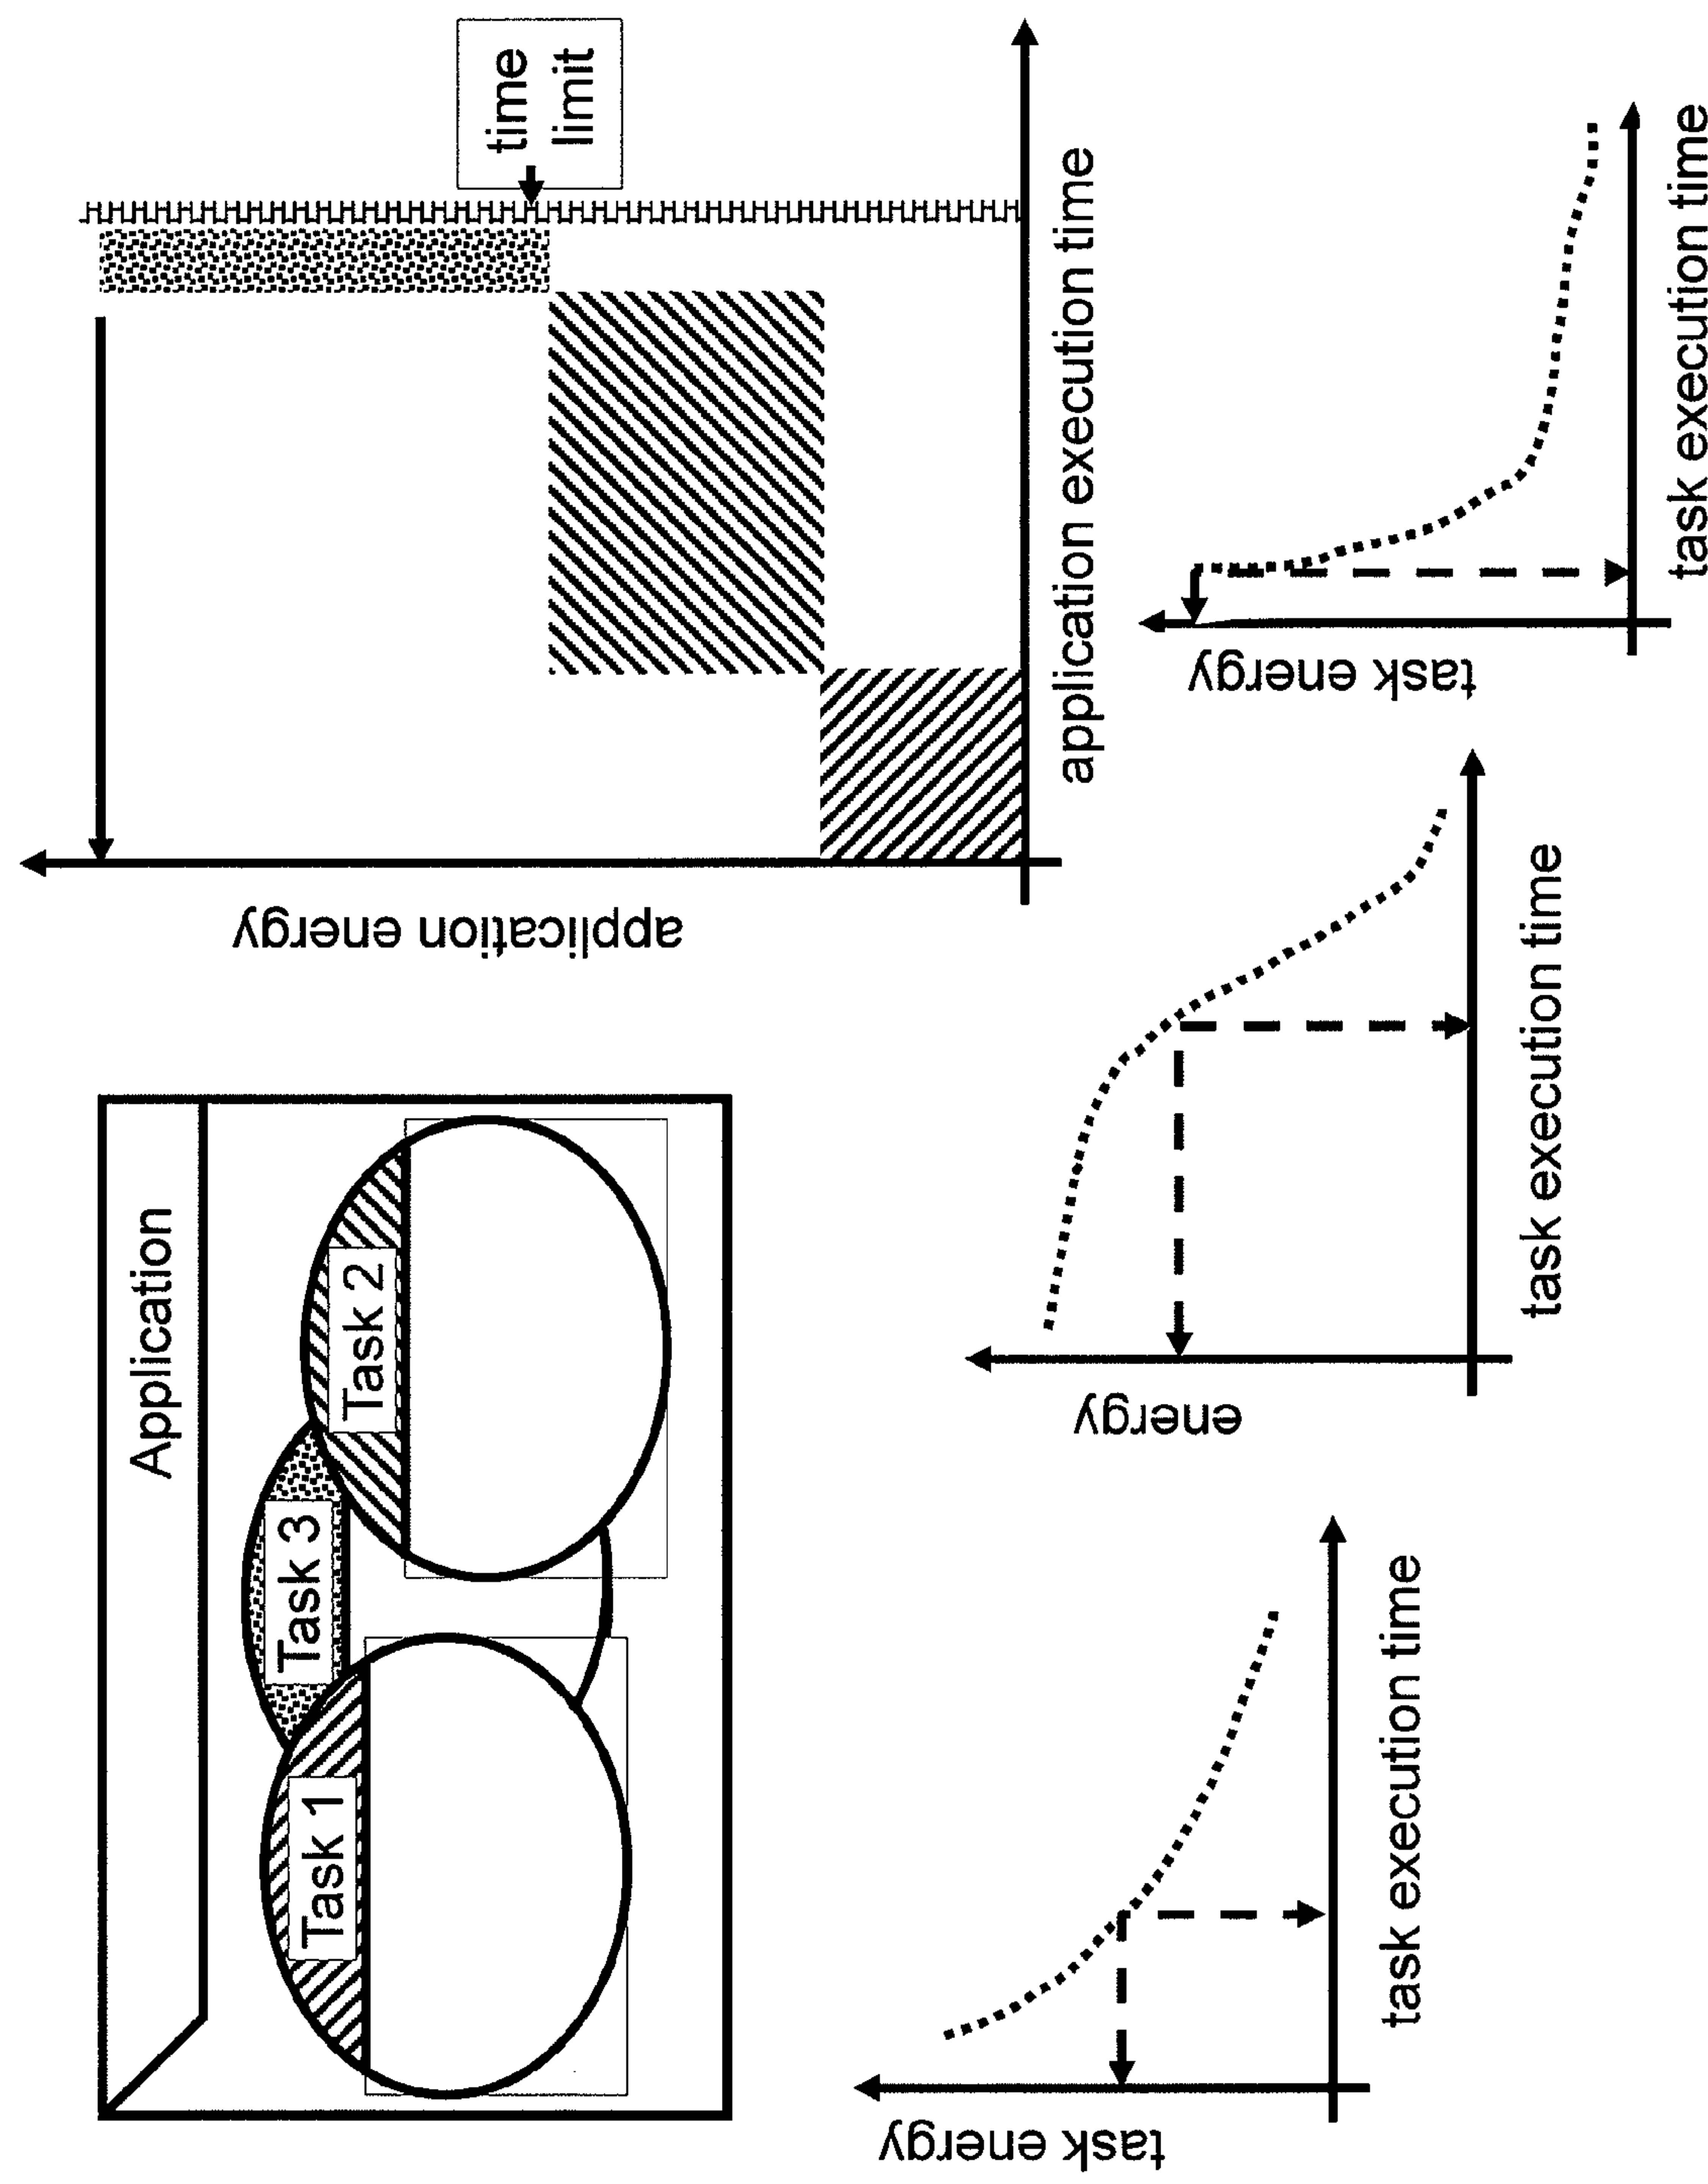 Application
Task 1
Task 3
Task 2
application energy
time
limit
application execution time
task energy
task execution time
energy
task execution time
task energy
task execution time